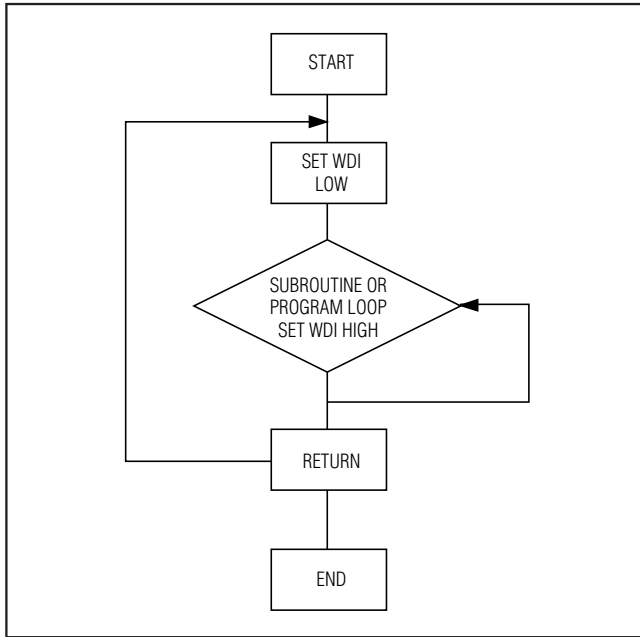 START
SET WDI
LOW
SUBROUTINE OR
PROGRAM LOOP
SET WDI HIGH
RETURN
END